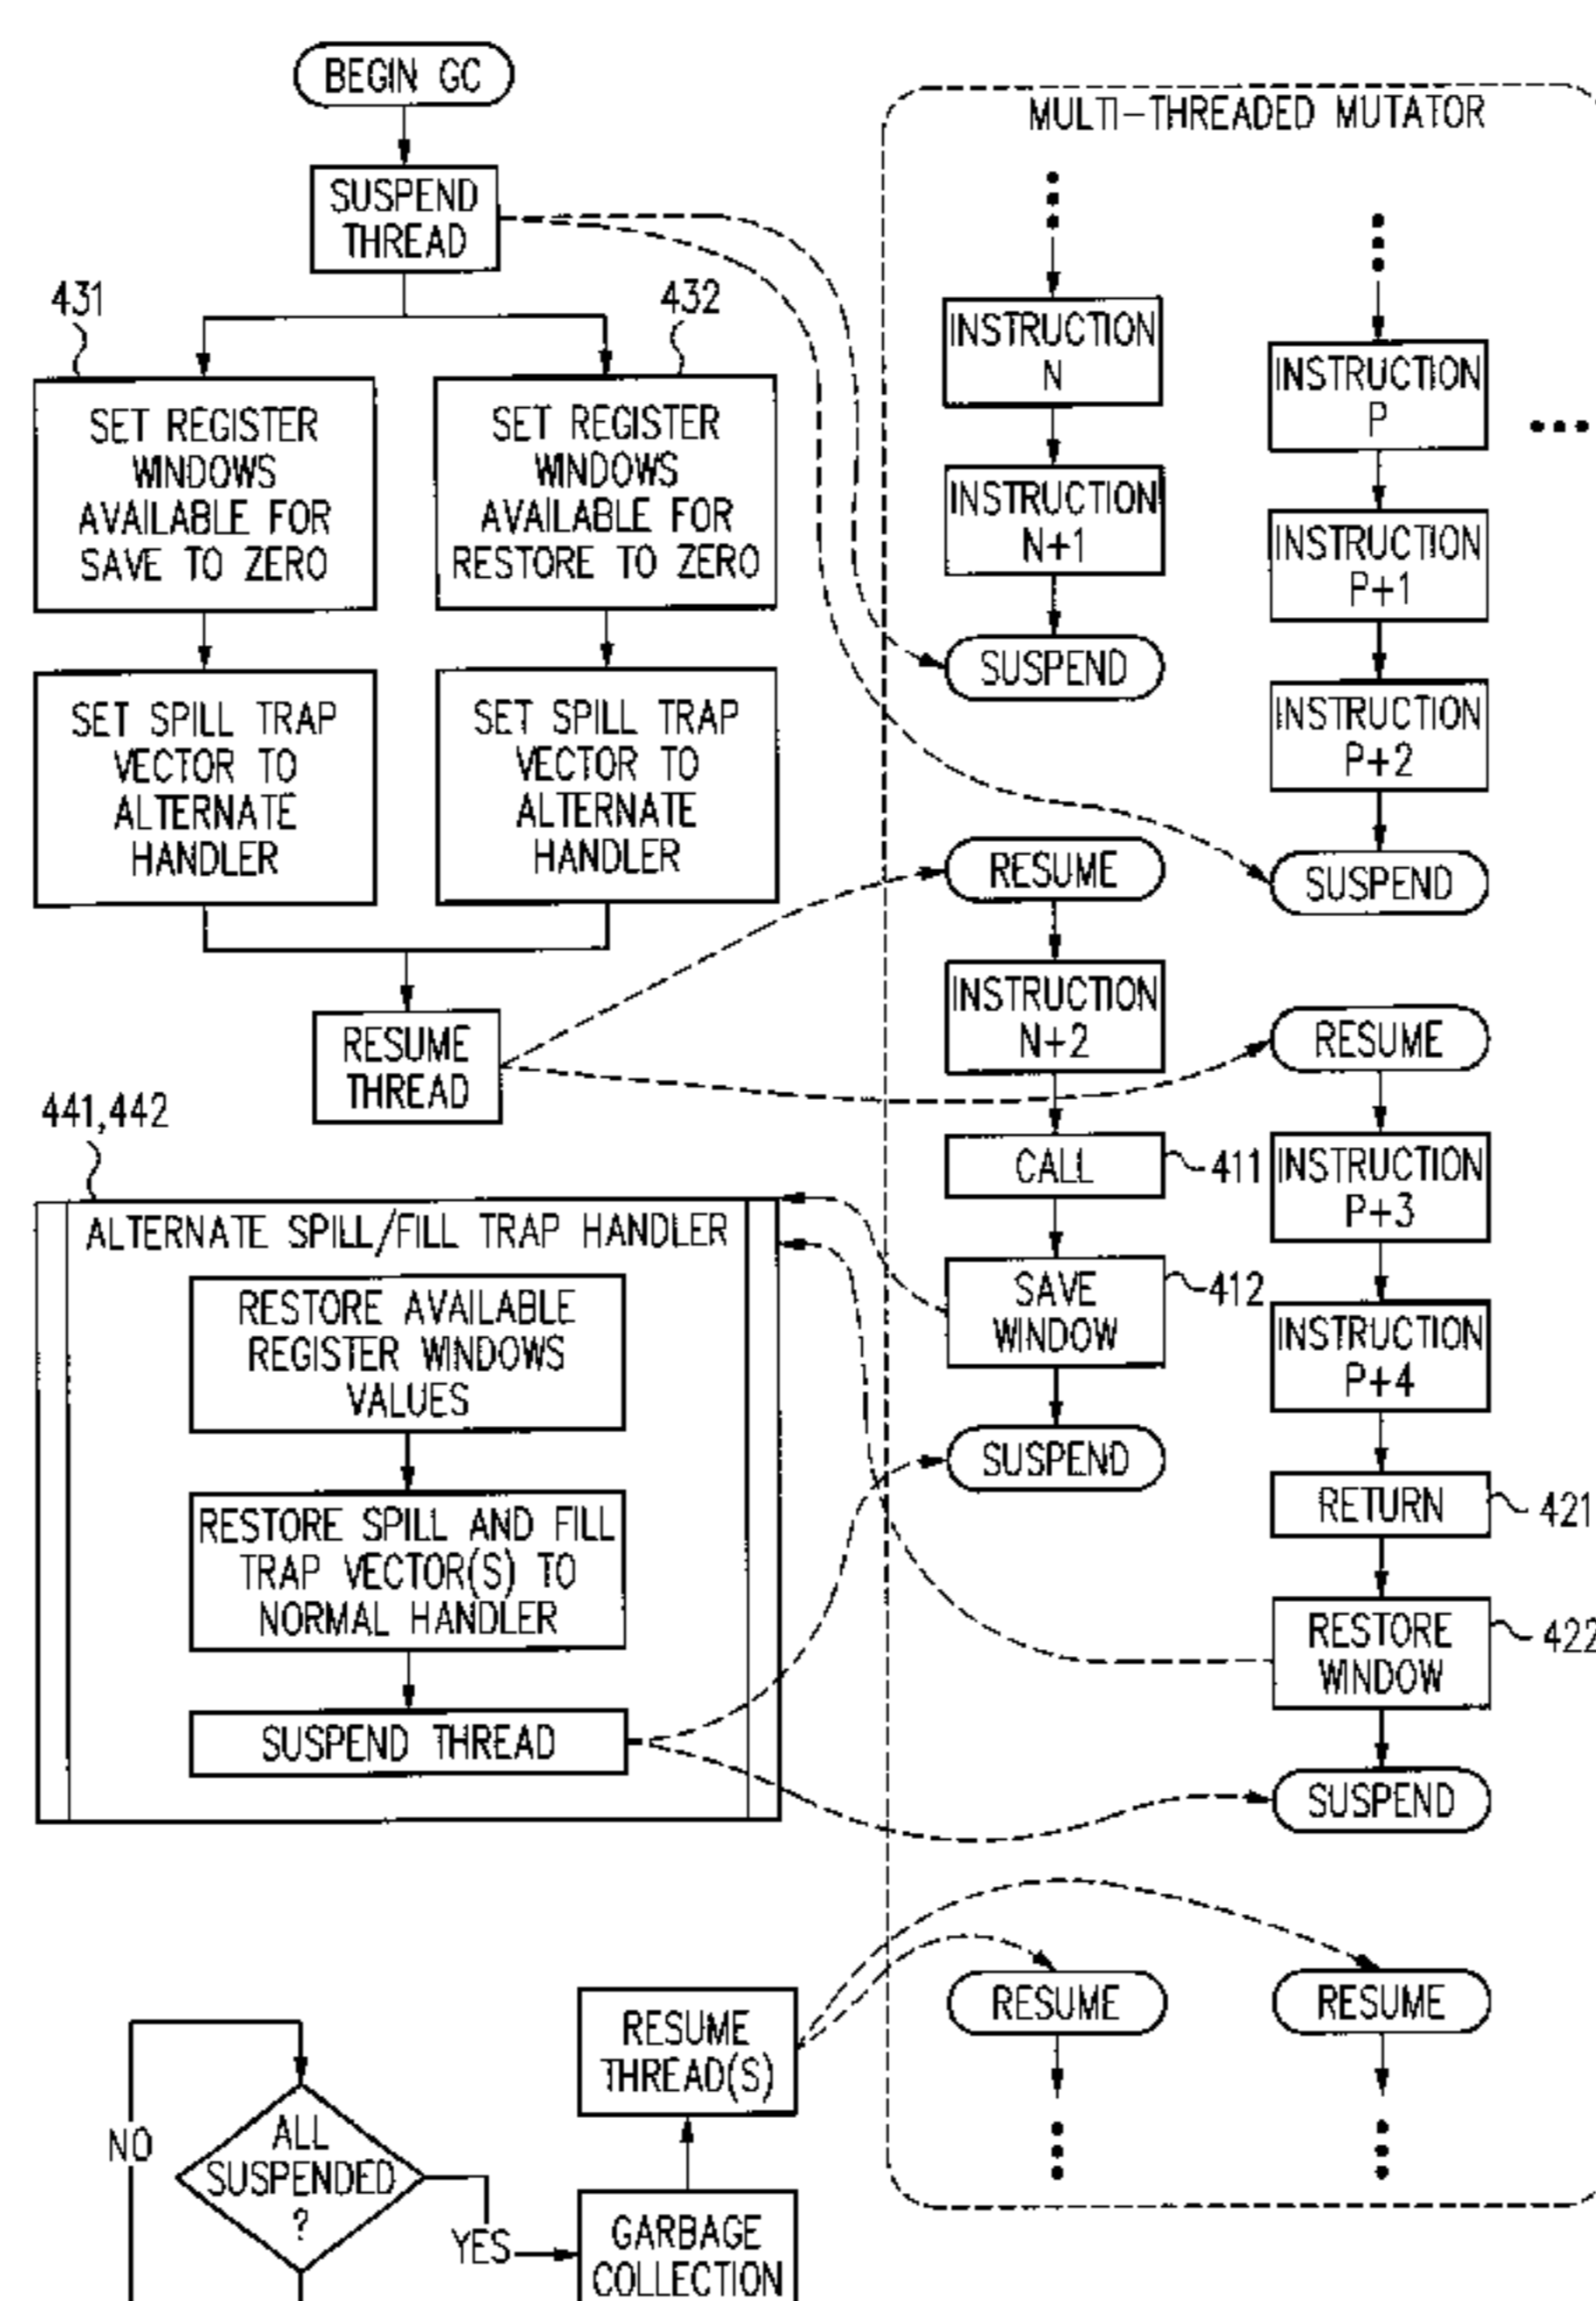 BEGIN GC
SUSPEND
THREAD
431
432
SET REGISTER
WINDOWS
AVAILABLE FOR
SAVE TO ZERO
SET REGISTER
WINDOWS
AVAILABLE FOR
RESTORE TO ZERO
SET SPILL TRAP
VECTOR TO
ALTERNATE
HANDLER
SET SPILL TRAP
VECTOR TO
ALTERNATE
HANDLER
RESUME
THREAD
441,442
ALTERNATE SPILL/FILL TRAP HANDLER
RESTORE AVAILABLE
REGISTER WINDOWS
VALUES
RESTORE SPILL AND FILL
TRAP VECTOR(S) TO
NORMAL HANDLER
SUSPEND THREAD
NO
ALL
SUSPENDED
?
YES
GARBAGE
COLLECTION
RESUME
THREAD(S)
MULTI-THREADED MUTATOR
INSTRUCTION
N
INSTRUCTION
N+1
SUSPEND
RESUME
INSTRUCTION
N+2
CALL
411
SAVE
WINDOW
412
SUSPEND
RESUME
INSTRUCTION
P
INSTRUCTION
P+1
INSTRUCTION
P+2
SUSPEND
RESUME
INSTRUCTION
P+3
INSTRUCTION
P+4
RETURN
421
RESTORE
WINDOW
422
SUSPEND
RESUME